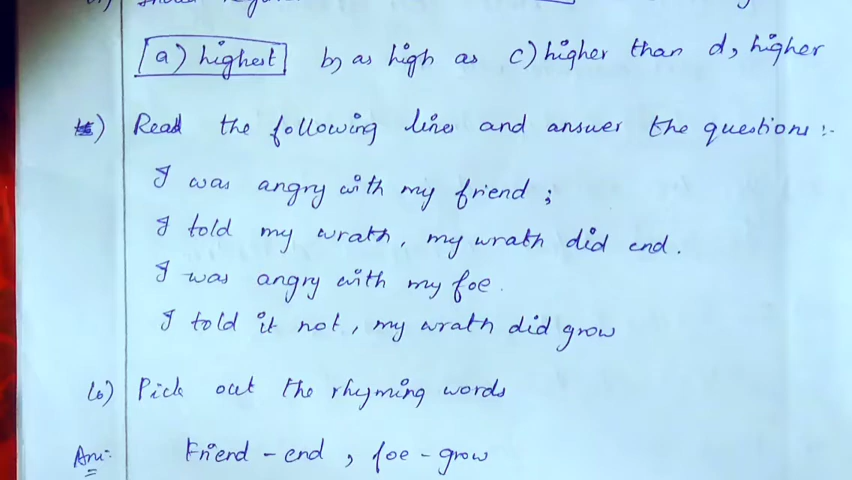 [a) highest] b) as high as c) higher than d) higher
Read the following lines and answer the questions:-
I was angry with my friend;
I told my wrath, my wrath did end.
I was angry with my foe.
I told it not, my wrath did grow
6) Pick out the rhyming words
Ans:- Friend - end, foe - grow